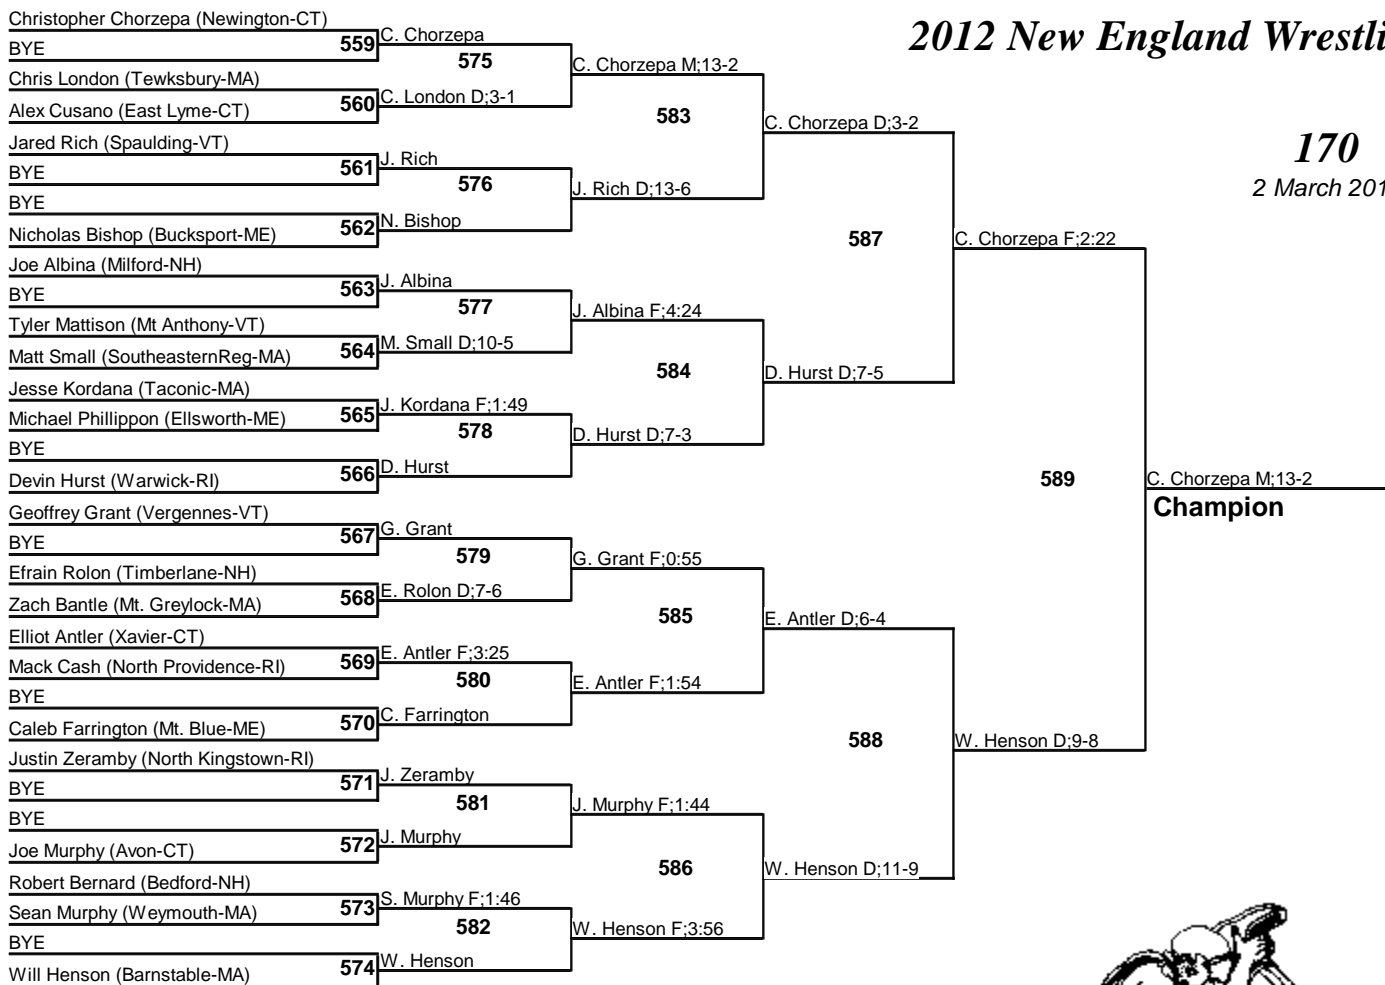 2012 New England Wrestli
170
2 March 201
Christopher Chorzepa (Newington-CT)
BYE
559
Chris London (Tewksbury-MA)
Alex Cusano (East Lyme-CT)
560
Jared Rich (Spaulding-VT)
BYE
561
BYE
Nicholas Bishop (Bucksport-ME)
562
Joe Albina (Milford-NH)
BYE
563
Tyler Mattison (Mt Anthony-VT)
Matt Small (SoutheasternReg-MA)
564
Jesse Kordana (Taconic-MA)
Michael Phillippon (Ellsworth-ME)
565
BYE
Devin Hurst (Warwick-RI)
566
Geoffrey Grant (Vergennes-VT)
BYE
567
Efrain Rolon (Timberlane-NH)
Zach Bantle (Mt. Greylock-MA)
568
Elliot Antler (Xavier-CT)
Mack Cash (North Providence-RI)
569
BYE
Caleb Farrington (Mt. Blue-ME)
570
Justin Zeramby (North Kingstown-RI)
BYE
571
BYE
Joe Murphy (Avon-CT)
572
Robert Bernard (Bedford-NH)
Sean Murphy (Weymouth-MA)
573
BYE
Will Henson (Barnstable-MA)
574
C. Chorzepa
575
C. London D;3-1
J. Rich
576
N. Bishop
J. Albina
577
M. Small D;10-5
J. Kordana F;1:49
578
D. Hurst
G. Grant
579
E. Rolon D;7-6
E. Antler F;3:25
580
C. Farrington
J. Zeramby
581
J. Murphy
S. Murphy F;1:46
582
W. Henson
C. Chorzepa M;13-2
583
J. Rich D;13-6
J. Albina F;4:24
584
D. Hurst D;7-3
G. Grant F;0:55
585
E. Antler F;1:54
J. Murphy F;1:44
586
W. Henson F;3:56
C. Chorzepa D;3-2
587
D. Hurst D;7-5
E. Antler D;6-4
588
W. Henson D;11-9
C. Chorzepa F;2:22
589
W. Henson D;9-8
C. Chorzepa M;13-2
Champion